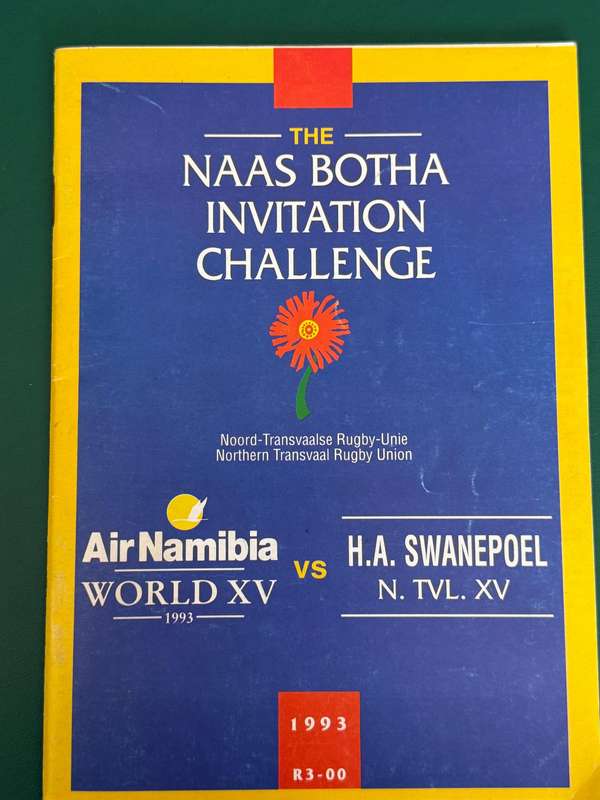 THE
NAAS BOTHA
INVITATION
CHALLENGE
Noord-Transvaalse Rugby-Unie
Northern Transvaal Rugby Union
Air Namibia
WORLD XV
1993
vs
H.A. SWANEPOEL
N. TVL. XV
1993
R3-00